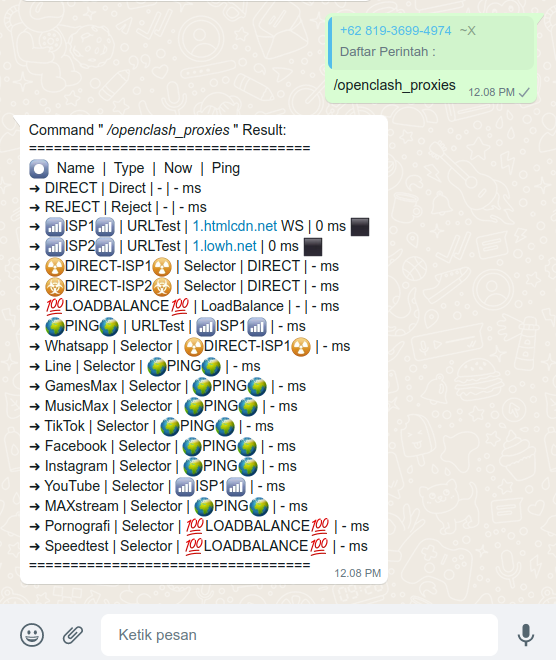 +62 819-3699-4974 ~X
Daftar Perintah :
/openclash_proxies
12.08 PM
Command " /openclash_proxies " Result:
==================================
Name | Type | Now | Ping
➔ DIRECT | Direct | - | - ms
➔ REJECT | Reject | - | - ms
➔ 📶ISP1📶 | URLTest | 1.htmlcdn.net WS | 0 ms ⬛
➔ 📶ISP2📶 | URLTest | 1.lowh.net | 0 ms ⬛
➔ ☢DIRECT-ISP1☢ | Selector | DIRECT | - ms
➔ ☣DIRECT-ISP2☣ | Selector | DIRECT | - ms
➔ 💯LOADBALANCE💯 | LoadBalance | - | - ms
➔ 🌍PING🌍 | URLTest | 📶ISP1📶 | - ms
➔ Whatsapp | Selector | ☢DIRECT-ISP1☢ | - ms
➔ Line | Selector | 🌍PING🌍 | - ms
➔ GamesMax | Selector | 🌍PING🌍 | - ms
➔ MusicMax | Selector | 🌍PING🌍 | - ms
➔ TikTok | Selector | 🌍PING🌍 | - ms
➔ Facebook | Selector | 🌍PING🌍 | - ms
➔ Instagram | Selector | 🌍PING🌍 | - ms
➔ YouTube | Selector | 📶ISP1📶 | - ms
➔ MAXstream | Selector | 🌍PING🌍 | - ms
➔ Pornografi | Selector | 💯LOADBALANCE💯 | - ms
➔ Speedtest | Selector | 💯LOADBALANCE💯 | - ms
==================================
12.08 PM
Ketik pesan